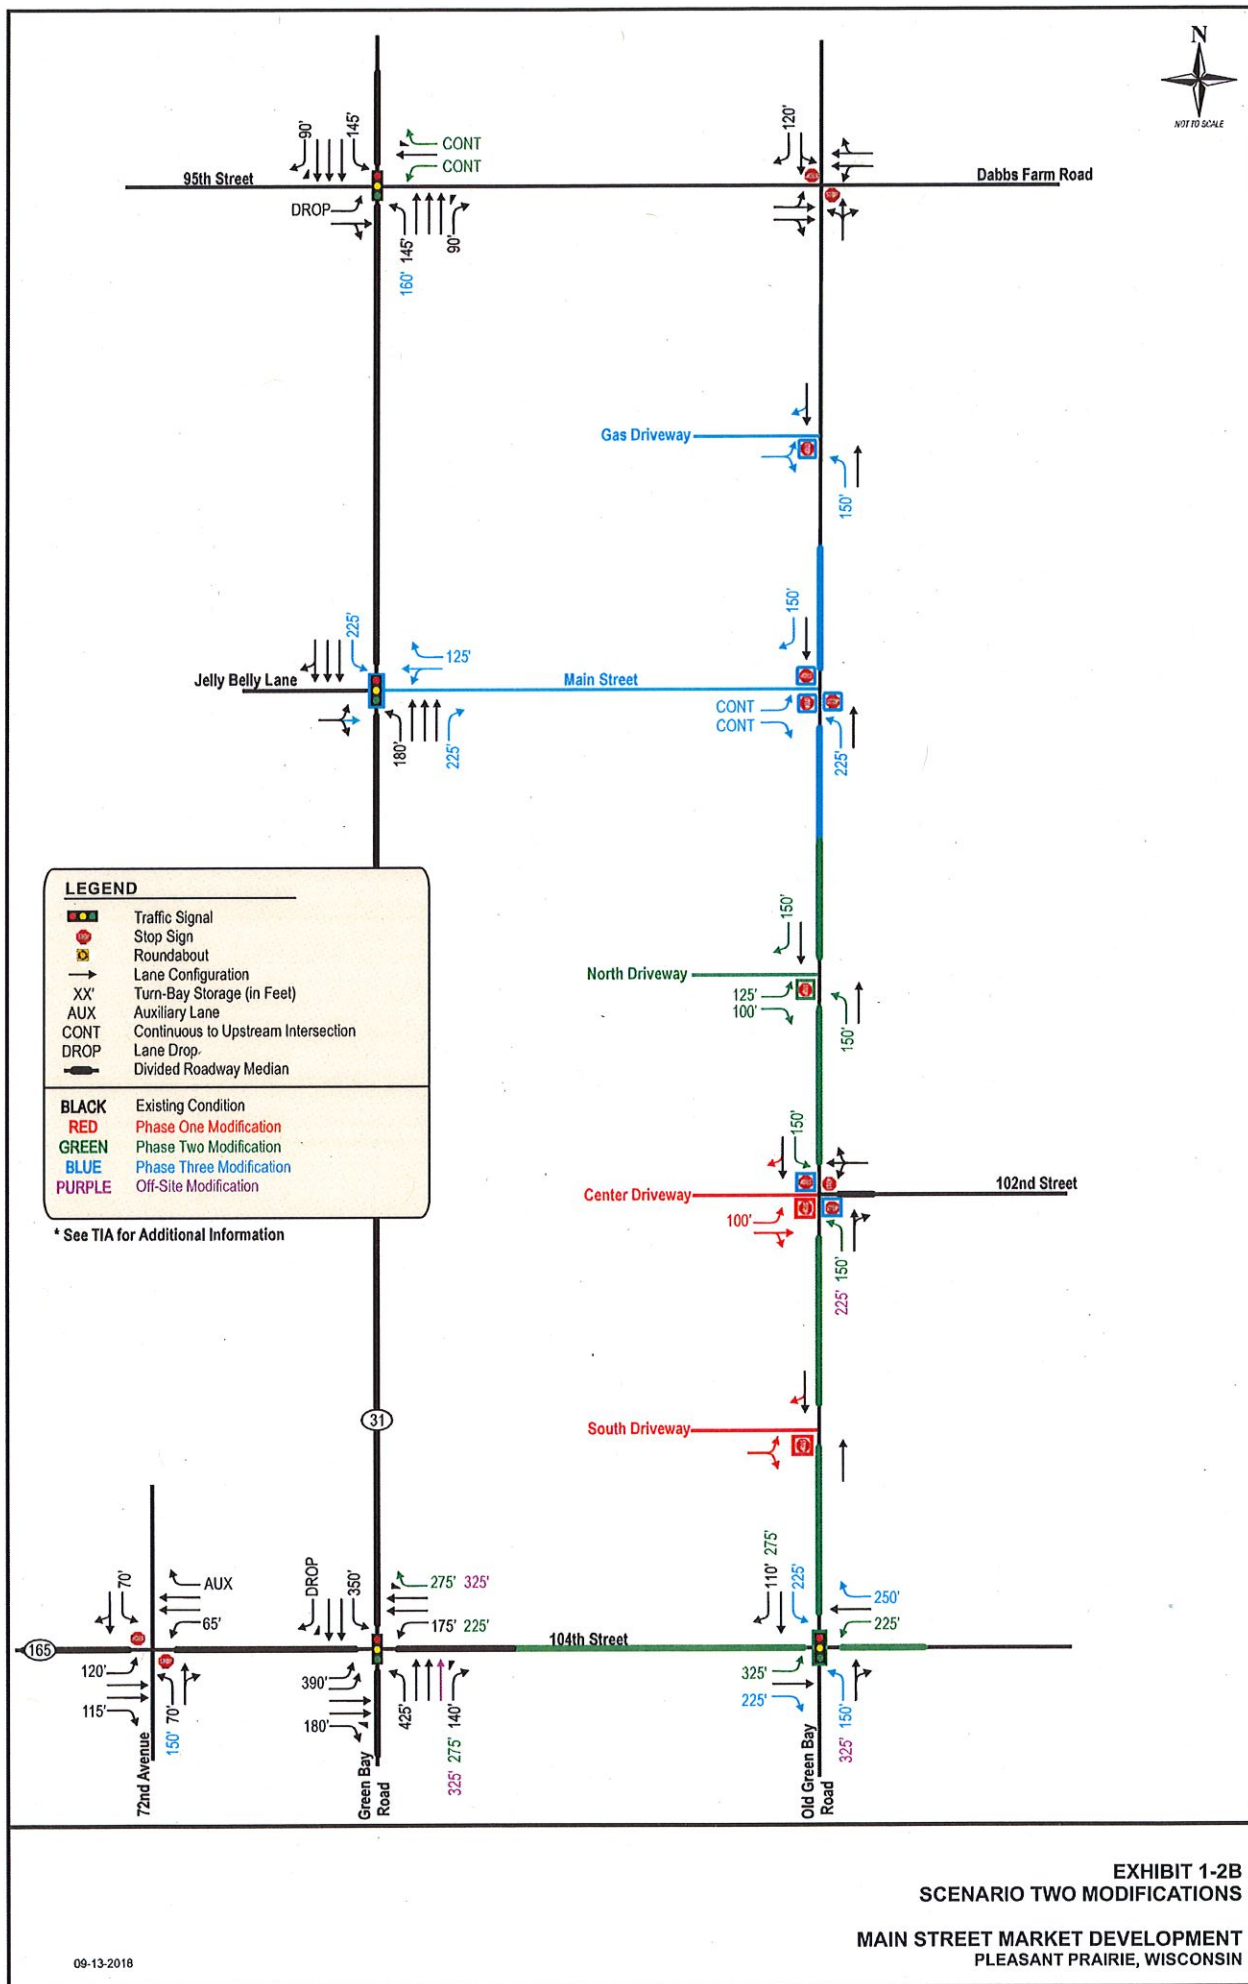 N
NOT TO SCALE
90'
145'
CONT
CONT
120'
95th Street
Dabbs Farm Road
DROP
160' 145'
90'
Gas Driveway
150'
225'
125'
150'
Jelly Belly Lane
Main Street
CONT
CONT
180'
225'
225'
LEGEND
Traffic Signal
STOP Stop Sign
Roundabout
Lane Configuration
XX' Turn-Bay Storage (in Feet)
AUX Auxiliary Lane
CONT Continuous to Upstream Intersection
DROP Lane Drop
Divided Roadway Median
BLACK Existing Condition
RED Phase One Modification
GREEN Phase Two Modification
BLUE Phase Three Modification
PURPLE Off-Site Modification
* See TIA for Additional Information
150'
North Driveway
125'
100'
150'
150'
Center Driveway
102nd Street
100'
225' 150'
31
South Driveway
70'
AUX
65'
DROP
350'
275' 325'
175' 225'
110' 275'
225'
250'
225'
165
104th Street
120'
115'
150' 70'
390'
180'
425'
325' 275' 140'
325'
225'
325' 150'
72nd Avenue
Green Bay
Road
Old Green Bay
Road
EXHIBIT 1-2B
SCENARIO TWO MODIFICATIONS
MAIN STREET MARKET DEVELOPMENT
PLEASANT PRAIRIE, WISCONSIN
09-13-2018